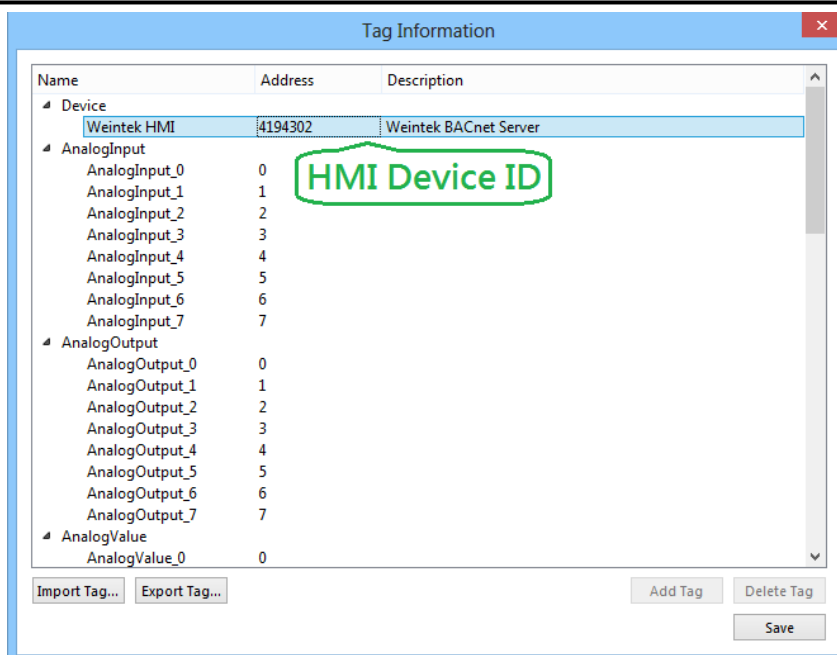 Tag Information
Name Address Description
Device
Weintek HMI 4194302 Weintek BACnet Server
AnalogInput
HMI Device ID
AnalogInput_0 0
AnalogInput_1 1
AnalogInput_2 2
AnalogInput_3 3
AnalogInput_4 4
AnalogInput_5 5
AnalogInput_6 6
AnalogInput_7 7
AnalogOutput
AnalogOutput_0 0
AnalogOutput_1 1
AnalogOutput_2 2
AnalogOutput_3 3
AnalogOutput_4 4
AnalogOutput_5 5
AnalogOutput_6 6
AnalogOutput_7 7
AnalogValue
AnalogValue_0 0
Import Tag... Export Tag... Add Tag Delete Tag
Save